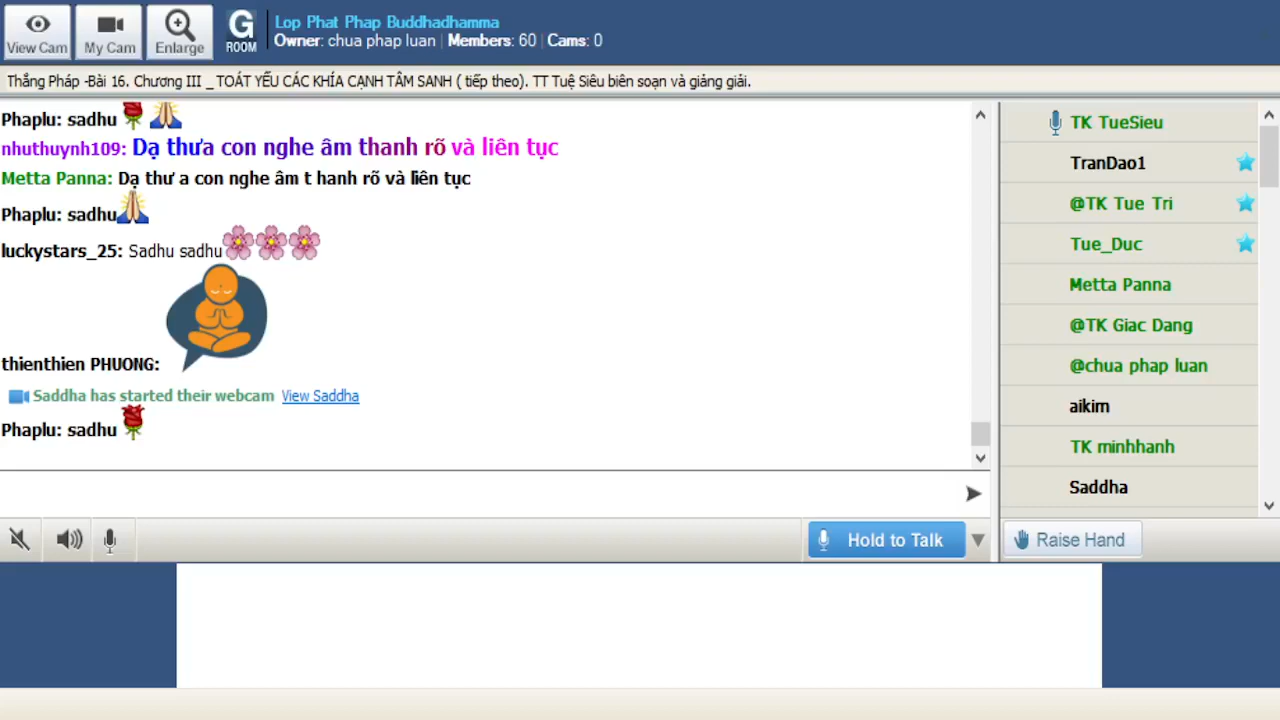 View Cam
My Cam
Enlarge
G
ROOM
Lop Phat Phap Buddhadhamma
Owner: chua phap luan | Members: 60 | Cams: 0
Thắng Pháp -Bài 16. Chương III _ TOÁT YẾU CÁC KHÍA CẠNH TÂM SANH ( tiếp theo). TT Tuệ Siêu biên soạn và giảng giải.
Phaplu: sadhu
nhuthuynh109: Dạ thưa con nghe âm thanh rõ và liên tục
Metta Panna: Dạ thư a con nghe âm t hanh rõ và liên tục
Phaplu: sadhu
luckystars_25: Sadhu sadhu
thienthien PHUONG:
Saddha has started their webcam View Saddha
Phaplu: sadhu
TK TueSieu
TranDao1
@TK Tue Tri
Tue_Duc
Metta Panna
@TK Giac Dang
@chua phap luan
aikim
TK minhhanh
Saddha
Hold to Talk
Raise Hand